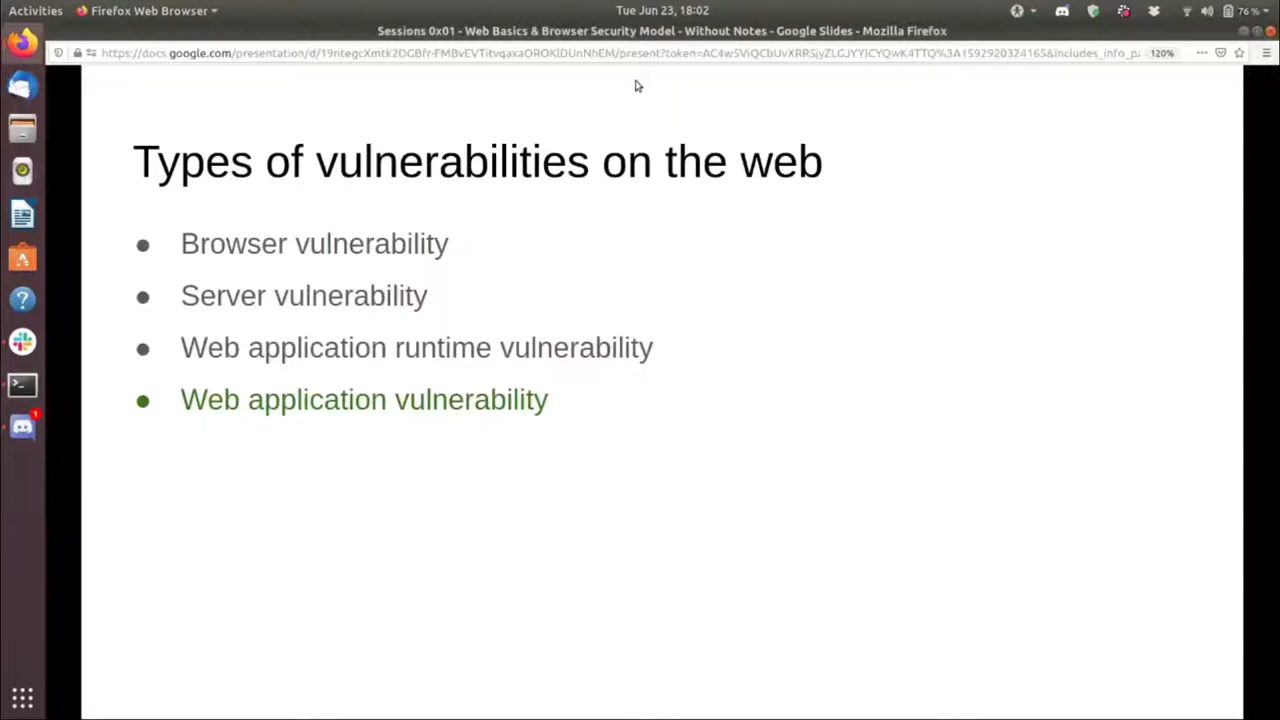 Activities
Firefox Web Browser
Tue Jun 23, 18:02
76 %
Sessions 0x01 - Web Basics & Browser Security Model - Without Notes - Google Slides - Mozilla Firefox
120%
Types of vulnerabilities on the web
● Browser vulnerability
● Server vulnerability
● Web application runtime vulnerability
● Web application vulnerability
1